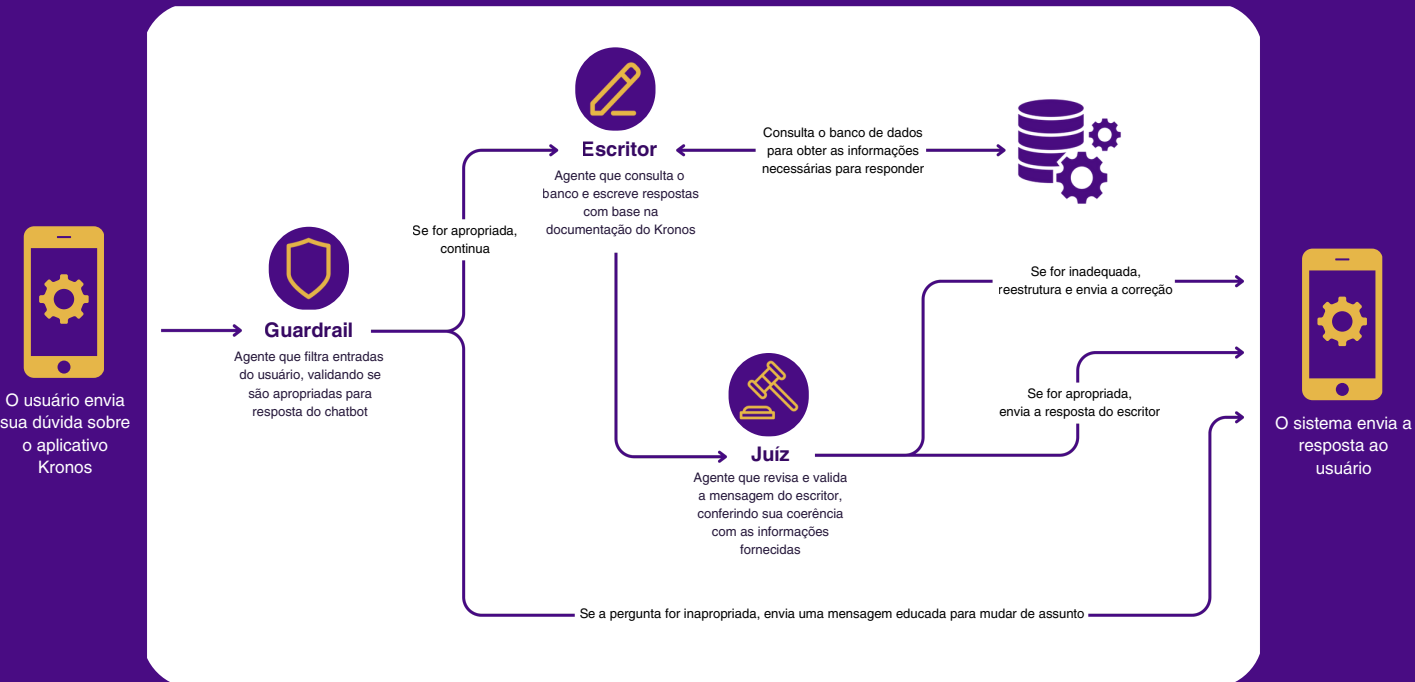 O usuário envia
sua dúvida sobre
o aplicativo
Kronos
Guardrail
Agente que filtra entradas
do usuário, validando se
são apropriadas para
resposta do chatbot
Se for apropriada,
continua
Escritor
Agente que consulta o
banco e escreve respostas
com base na
documentação do Kronos
Consulta o banco de dados
para obter as informações
necessárias para responder
Juíz
Agente que revisa e valida
a mensagem do escritor,
conferindo sua coerência
com as informações
fornecidas
Se for inadequada,
reestrutura e envia a correção
Se for apropriada,
envia a resposta do escritor
Se a pergunta for inapropriada, envia uma mensagem educada para mudar de assunto
O sistema envia a
resposta ao
usuário